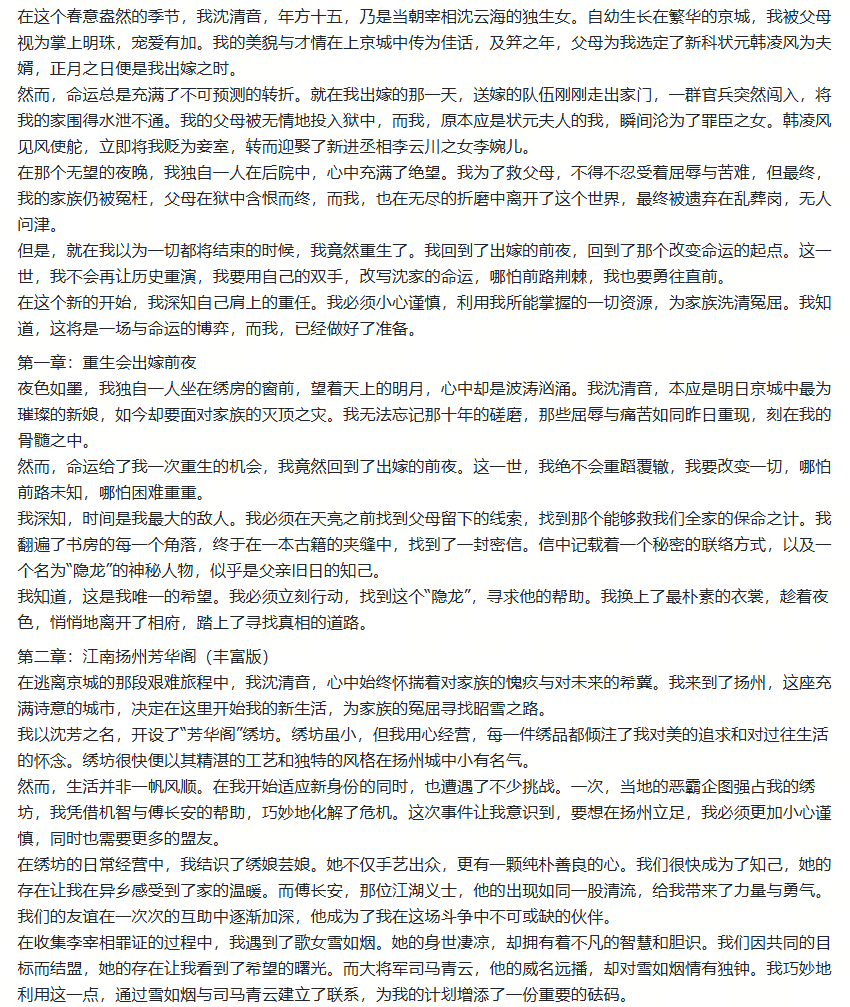 在这个春意盎然的季节，我沈清音，年方十五，乃是当朝宰相沈云海的独生女。自幼生长在繁华的京城，我被父母
视为掌上明珠，宠爱有加。我的美貌与才情在上京城中传为佳话，及笄之年，父母为我选定了新科状元韩凌风为夫
婿，正月之日便是我出嫁之时。
然而，命运总是充满了不可预测的转折。就在我出嫁的那一天，送嫁的队伍刚刚走出家门，一群官兵突然闯入，将
我的家围得水泄不通。我的父母被无情地投入狱中，而我，原本应是状元夫人的我，瞬间沦为了罪臣之女。韩凌风
见风使舵，立即将我贬为妾室，转而迎娶了新进丞相李云川之女李婉儿。
在那个无望的夜晚，我独自一人在后院中，心中充满了绝望。我为了救父母，不得不忍受着屈辱与苦难，但最终，
我的家族仍被冤枉，父母在狱中含恨而终，而我，也在无尽的折磨中离开了这个世界，最终被遗弃在乱葬岗，无人
问津。
但是，就在我以为一切都将结束的时候，我竟然重生了。我回到了出嫁的前夜，回到了那个改变命运的起点。这一
世，我不会再让历史重演，我要用自己的双手，改写沈家的命运，哪怕前路荆棘，我也要勇往直前。
在这个新的开始，我深知自己肩上的重任。我必须小心谨慎，利用我所能掌握的一切资源，为家族洗清冤屈。我知
道，这将是一场与命运的博弈，而我，已经做好了准备。
第一章：重生会出嫁前夜
夜色如墨，我独自一人坐在绣房的窗前，望着天上的明月，心中却是波涛汹涌。我沈清音，本应是明日京城中最为
璀璨的新娘，如今却要面对家族的灭顶之灾。我无法忘记那十年的磋磨，那些屈辱与痛苦如同昨日重现，刻在我的
骨髓之中。
然而，命运给了我一次重生的机会，我竟然回到了出嫁的前夜。这一世，我绝不会重蹈覆辙，我要改变一切，哪怕
前路未知，哪怕困难重重。
我深知，时间是我最大的敌人。我必须在天亮之前找到父母留下的线索，找到那个能够救我们全家的保命之计。我
翻遍了书房的每一个角落，终于在一本古籍的夹缝中，找到了一封密信。信中记载着一个秘密的联络方式，以及一
个名为“隐龙”的神秘人物，似乎是父亲旧日的知己。
我知道，这是我唯一的希望。我必须立刻行动，找到这个“隐龙”，寻求他的帮助。我换上了最朴素的衣裳，趁着夜
色，悄悄地离开了相府，踏上了寻找真相的道路。
第二章：江南扬州芳华阁（丰富版）
在逃离京城的那段艰难旅程中，我沈清音，心中始终怀揣着对家族的愧疚与对未来的希冀。我来到了扬州，这座充
满诗意的城市，决定在这里开始我的新生活，为家族的冤屈寻找昭雪之路。
我以沈芳之名，开设了“芳华阁”绣坊。绣坊虽小，但我用心经营，每一件绣品都倾注了我对美的追求和对过往生活
的怀念。绣坊很快便以其精湛的工艺和独特的风格在扬州城中小有名气。
然而，生活并非一帆风顺。在我开始适应新身份的同时，也遭遇了不少挑战。一次，当地的恶霸企图强占我的绣
坊，我凭借机智与傅长安的帮助，巧妙地化解了危机。这次事件让我意识到，要想在扬州立足，我必须更加小心谨
慎，同时也需要更多的盟友。
在绣坊的日常经营中，我结识了绣娘芸娘。她不仅手艺出众，更有一颗纯朴善良的心。我们很快成为了知己，她的
存在让我在异乡感受到了家的温暖。而傅长安，那位江湖义士，他的出现如同一股清流，给我带来了力量与勇气。
我们的友谊在一次次的互助中逐渐加深，他成为了我在这场斗争中不可或缺的伙伴。
在收集李宰相罪证的过程中，我遇到了歌女雪如烟。她的身世凄凉，却拥有着不凡的智慧和胆识。我们因共同的目
标而结盟，她的存在让我看到了希望的曙光。而大将军司马青云，他的威名远播，却对雪如烟情有独钟。我巧妙地
利用这一点，通过雪如烟与司马青云建立了联系，为我的计划增添了一份重要的砝码。